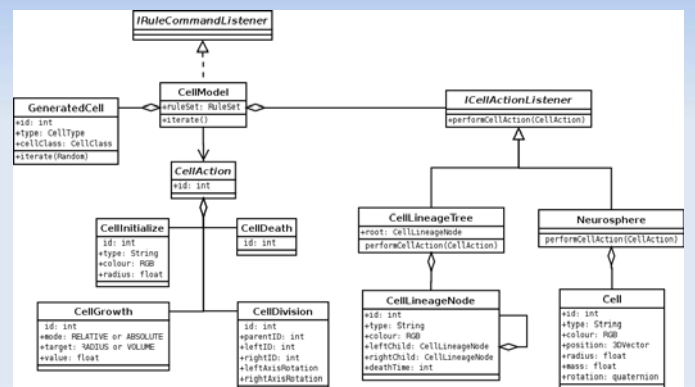 IRuleCommandListener
CellModel
+ruleSet: RuleSet
+iterate()
GeneratedCell
+id: int
+type: CellType
+cellClass: CellClass
+iterate(Random)
ICellActionListener
+performCellAction(CellAction)
CellAction
+id: int
CellInitialize
id: int
+type: String
+colour: RGB
+radius: float
CellDeath
id: int
CellGrowth
id: int
+mode: RELATIVE or ABSOLUTE
+target: RADIUS or VOLUME
+value: float
CellDivision
id: int
+parentID: int
+leftID: int
+rightID: int
+leftAxisRotation
+rightAxisRotation
CellLineageTree
+root: CellLineageNode
performCellAction(CellAction)
Neurosphere
performCellAction(CellAction)
CellLineageNode
+id: int
+type: String
+colour: RGB
+leftChild: CellLineageNode
+rightChild: CellLineageNode
+deathTime: int
Cell
+id: int
+type: String
+colour: RGB
+position: 3DVector
+radius: float
+mass: float
+rotation: quaternion